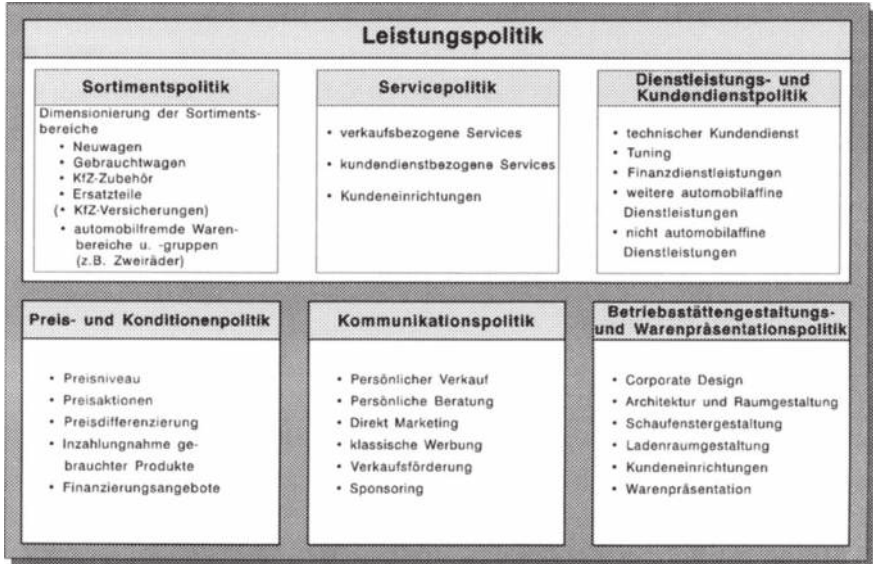 Leistungspolitik
Sortimentspolitik
Dimensionierung der Sortiments-
bereiche
• Neuwagen
• Gebrauchtwagen
• KfZ-Zubehör
• Ersatzteile
(• KfZ-Versicherungen)
• automobilfremde Waren-
bereiche u. -gruppen
(z.B. Zweiräder)
Servicepolitik
• verkaufsbezogene Services
• kundendienstbezogene Services
• Kundeneinrichtungen
Dienstleistungs- und
Kundendienstpolitik
• technischer Kundendienst
• Tuning
• Finanzdienstleistungen
• weitere automobilaffine
Dienstleistungen
• nicht automobilaffine
Dienstleistungen
Preis- und Konditionenpolitik
• Preisniveau
• Preisaktionen
• Preisdifferenzierung
• Inzahlungnahme ge-
brauchter Produkte
• Finanzierungsangebote
Kommunikationspolitik
• Persönlicher Verkauf
• Persönliche Beratung
• Direkt Marketing
• klassische Werbung
• Verkaufsförderung
• Sponsoring
Betriebsstättengestaltungs-
und Warenpräsentationspolitik
• Corporate Design
• Architektur und Raumgestaltung
• Schaufenstergestaltung
• Ladenraumgestaltung
• Kundeneinrichtungen
• Warenpräsentation